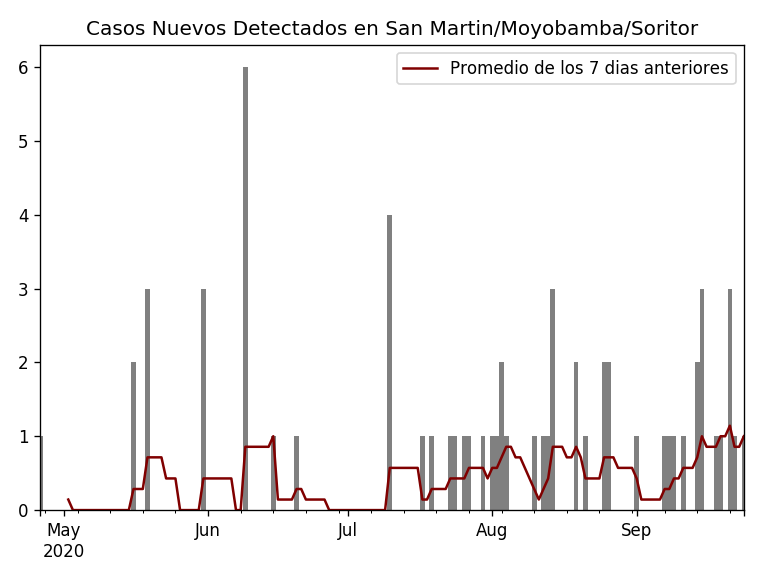 Casos Nuevos Detectados en San Martin/Moyobamba/Soritor
Promedio de los 7 dias anteriores
6
5
4
3
2
1
0
May Jun Jul Aug Sep
2020